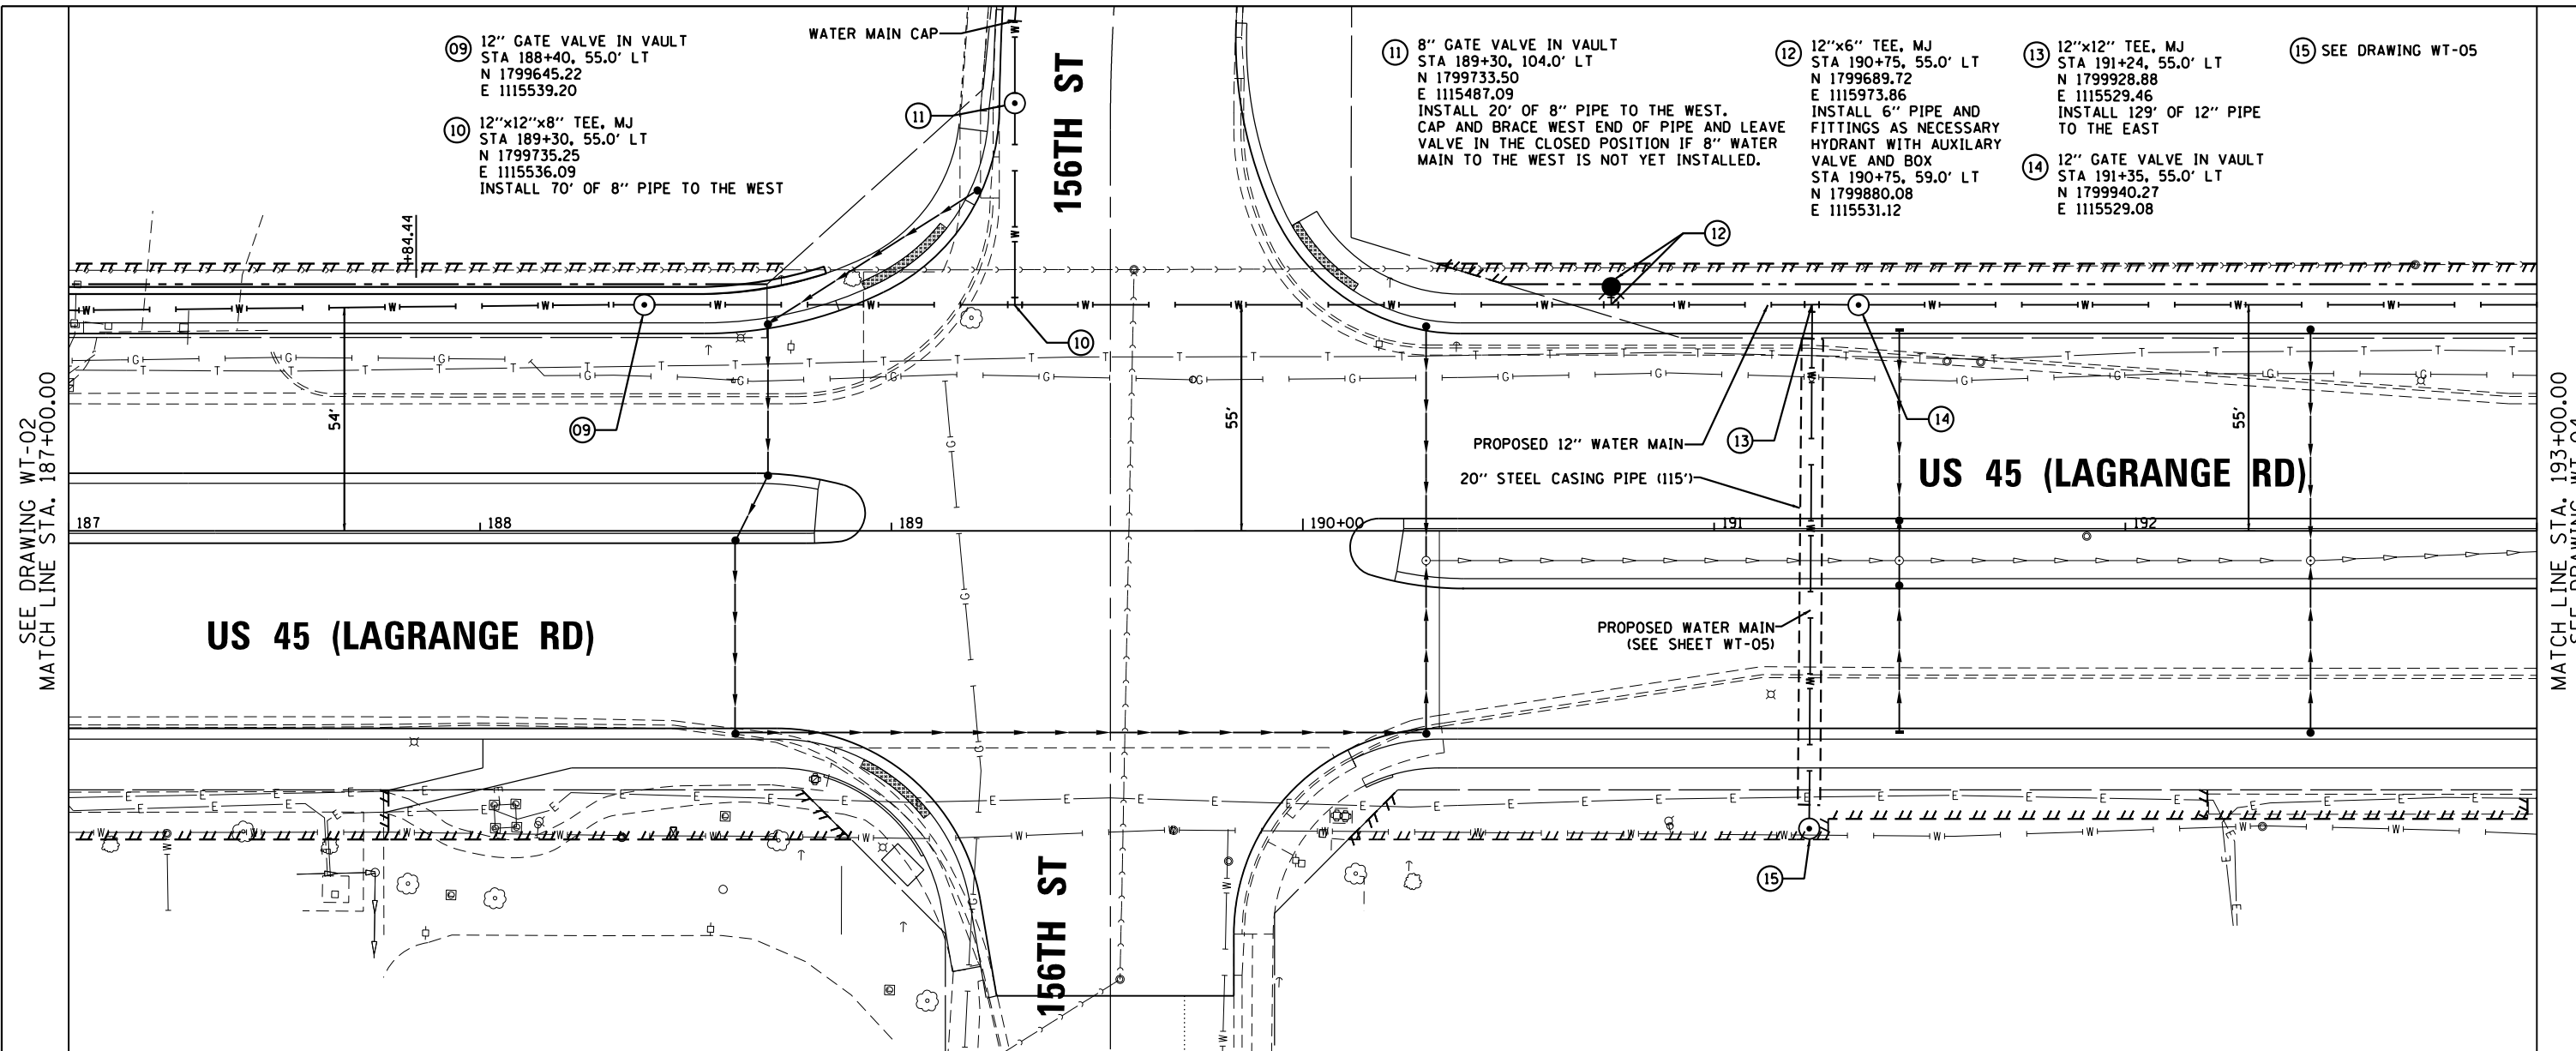 WATER MAIN CAP
09 12" GATE VALVE IN VAULT
STA 188+40, 55.0' LT
N 1799645.22
E 1115539.20
10 12"x12"x8" TEE, MJ
STA 189+30, 55.0' LT
N 1799735.25
E 1115536.09
INSTALL 70' OF 8" PIPE TO THE WEST
11
156TH ST
11 8" GATE VALVE IN VAULT
STA 189+30, 104.0' LT
N 1799733.50
E 1115487.09
INSTALL 20' OF 8" PIPE TO THE WEST.
CAP AND BRACE WEST END OF PIPE AND LEAVE
VALVE IN THE CLOSED POSITION IF 8" WATER
MAIN TO THE WEST IS NOT YET INSTALLED.
12 12"x6" TEE, MJ
STA 190+75, 55.0' LT
N 1799689.72
E 1115973.86
INSTALL 6" PIPE AND
FITTINGS AS NECESSARY
HYDRANT WITH AUXILARY
VALVE AND BOX
STA 190+75, 59.0' LT
N 1799880.08
E 1115531.12
13 12"x12" TEE, MJ
STA 191+24, 55.0' LT
N 1799928.88
E 1115529.46
INSTALL 129' OF 12" PIPE
TO THE EAST
14 12" GATE VALVE IN VAULT
STA 191+35, 55.0' LT
N 1799940.27
E 1115529.08
15 SEE DRAWING WT-05
+84.44
12
10
09
54'
55'
55'
PROPOSED 12" WATER MAIN
13
14
20" STEEL CASING PIPE (115')
US 45 (LAGRANGE RD)
187
188
189
190+00
191
192
SEE DRAWING WT-02
MATCH LINE STA. 187+00.00
US 45 (LAGRANGE RD)
PROPOSED WATER MAIN
(SEE SHEET WT-05)
MATCH LINE STA. 193+00.00
SEE DRAWING WT-04
15
156TH ST